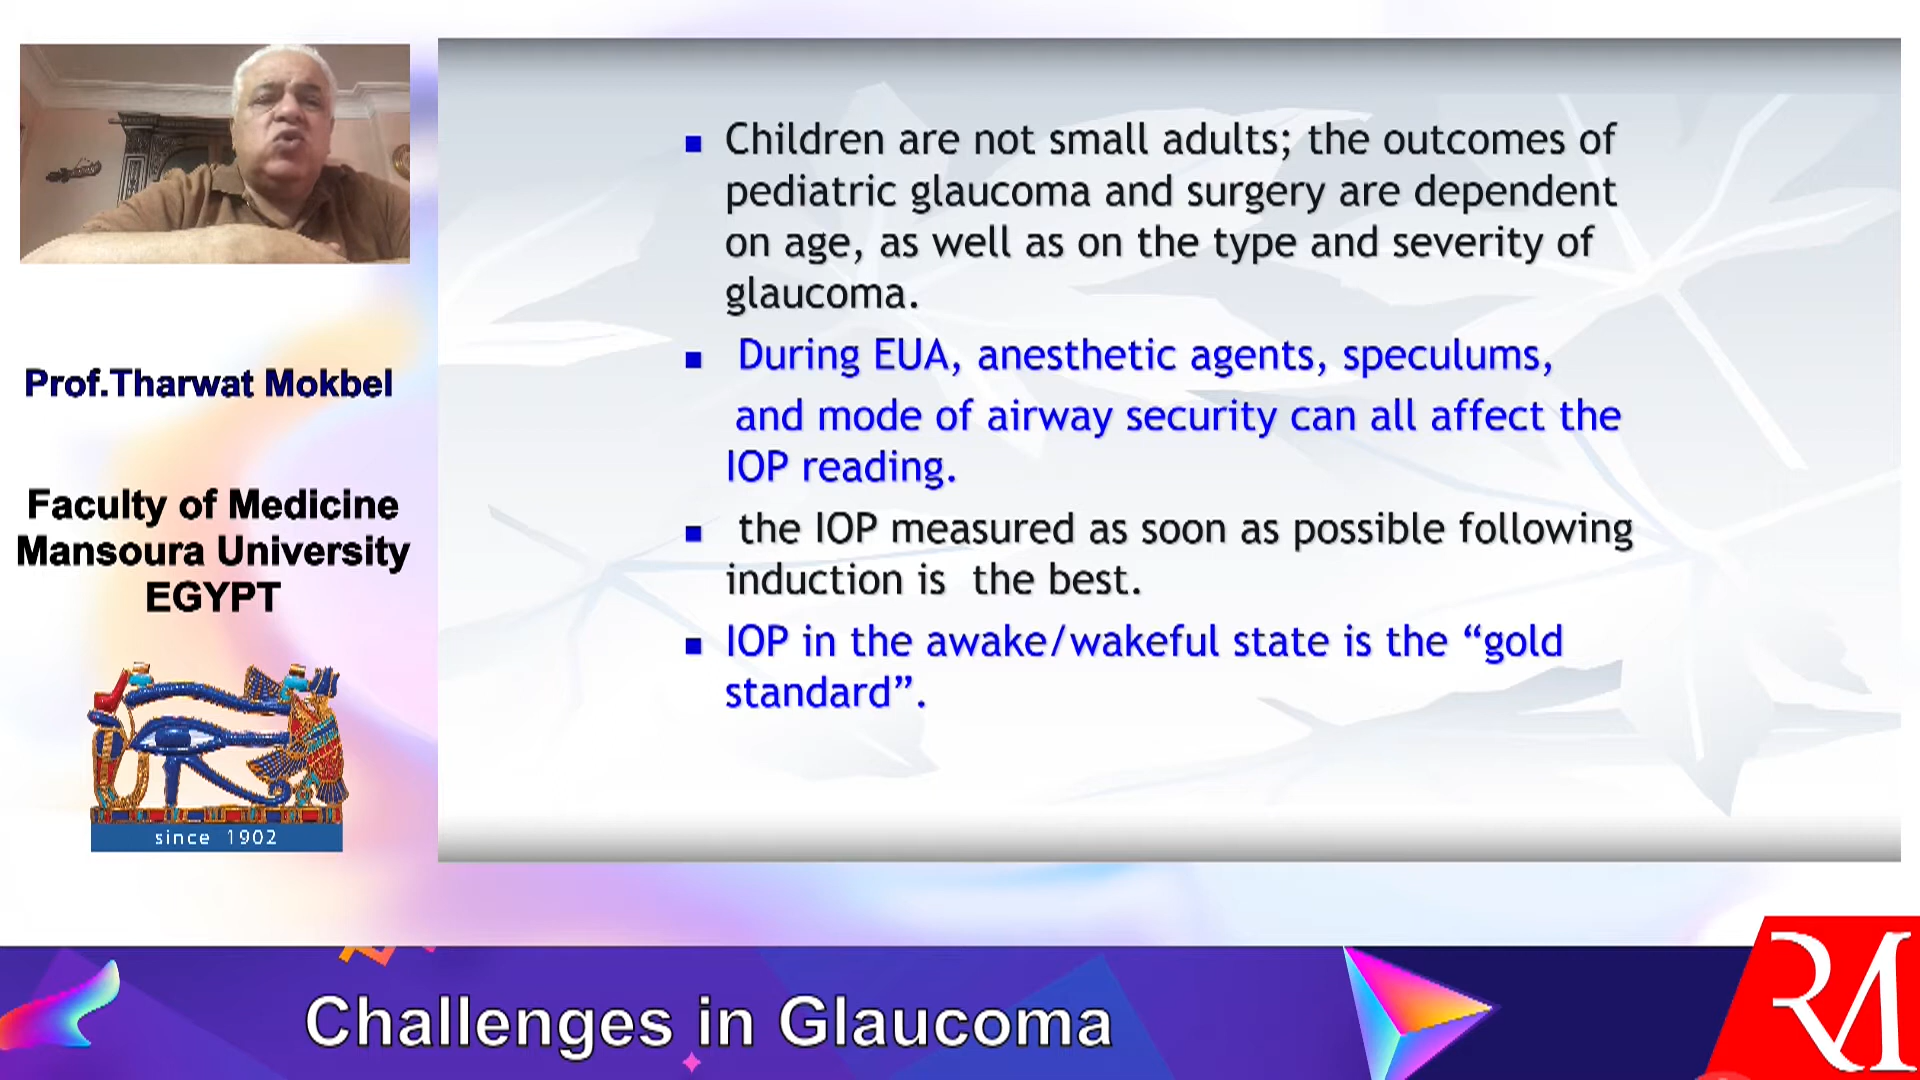 Children are not small adults; the outcomes of
pediatric glaucoma and surgery are dependent
on age, as well as on the type and severity of
glaucoma.
During EUA, anesthetic agents, speculums,
and mode of airway security can all affect the
IOP reading.
the IOP measured as soon as possible following
induction is the best.
IOP in the awake/wakeful state is the “gold
standard”.
Prof.Tharwat Mokbel
Faculty of Medicine
Mansoura University
EGYPT
since 1902
Challenges in Glaucoma
RM